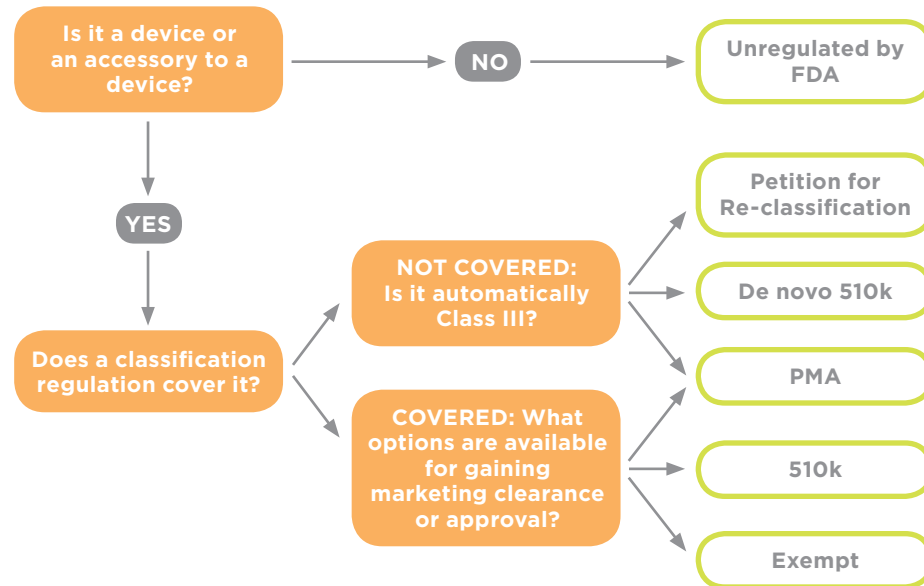 Is it a device or
an accessory to a
device?
NO
Unregulated by
FDA
YES
Petition for
Re-classification
NOT COVERED:
Is it automatically
Class III?
De novo 510k
Does a classification
regulation cover it?
PMA
COVERED: What
options are available
for gaining
marketing clearance
or approval?
510k
Exempt